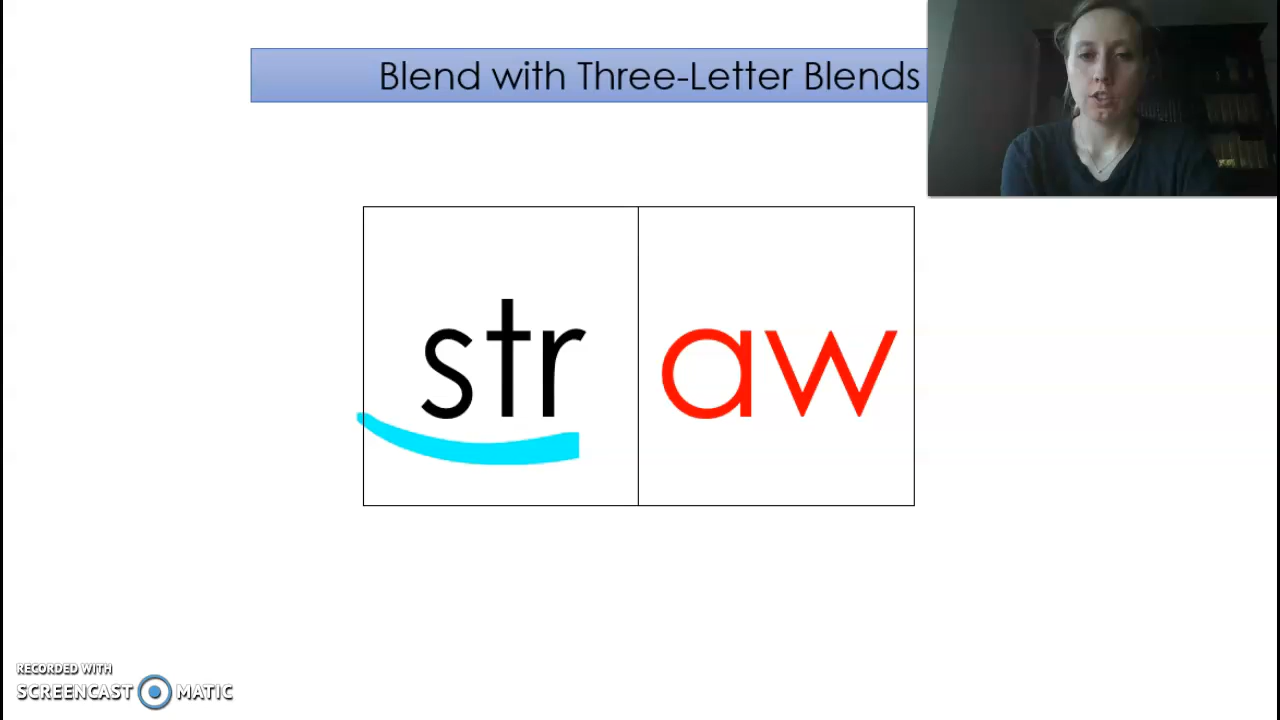 Blend with Three-Letter Blends
str aw
RECORDED WITH
SCREENCAST MATIC